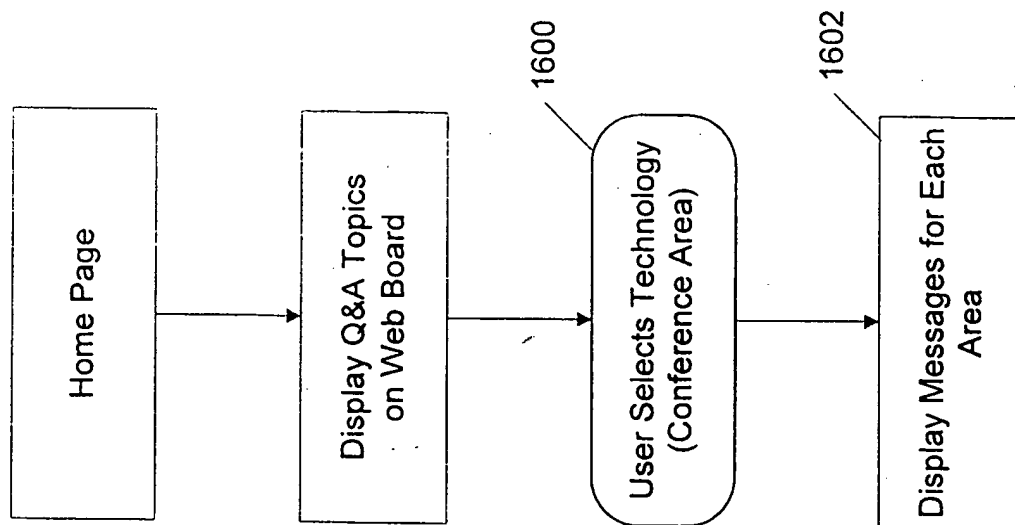 Home Page
Display Q&A Topics
on Web Board
1600
User Selects Technology
(Conference Area)
1602
Display Messages for Each
Area